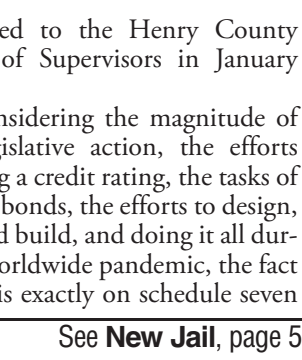 ed to the Henry County
of Supervisors in January
nsidering the magnitude of
gislative action, the efforts
g a credit rating, the tasks of
bonds, the efforts to design,
d build, and doing it all dur-
orldwide pandemic, the fact
is exactly on schedule seven
See New Jail, page 5